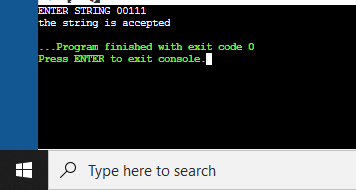 ENTER STRING 00111
the string is accepted
...Program finished with exit code 0
Press ENTER to exit console.
Type here to search